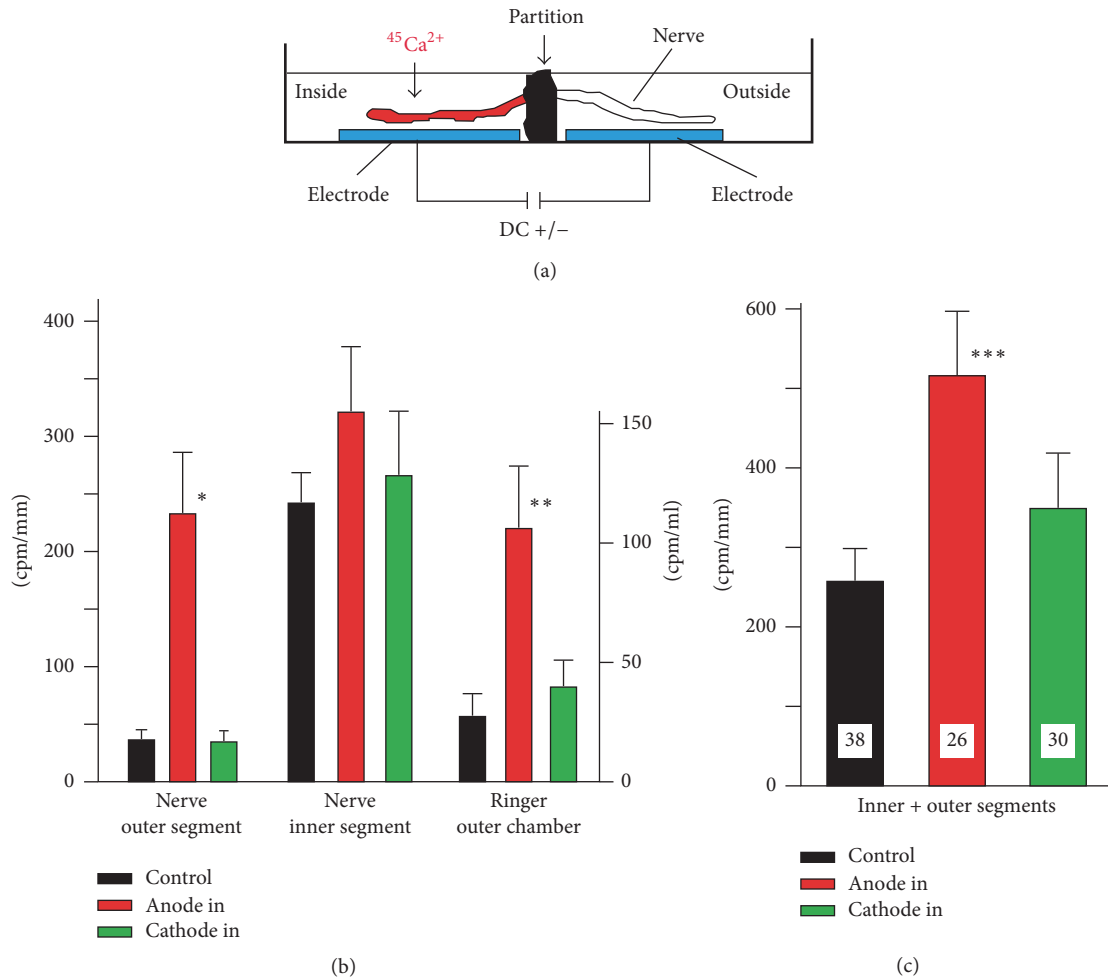 Partition
45Ca2+
Nerve
Inside
Outside
Electrode
Electrode
DC +/−
(a)
400
300
200
100
0
(cpm/mm)
150
100
50
0
(cpm/ml)
*
**
Nerve
outer segment
Nerve
inner segment
Ringer
outer chamber
Control
Anode in
Cathode in
(b)
600
400
200
0
(cpm/mm)
***
38
26
30
Inner + outer segments
Control
Anode in
Cathode in
(c)